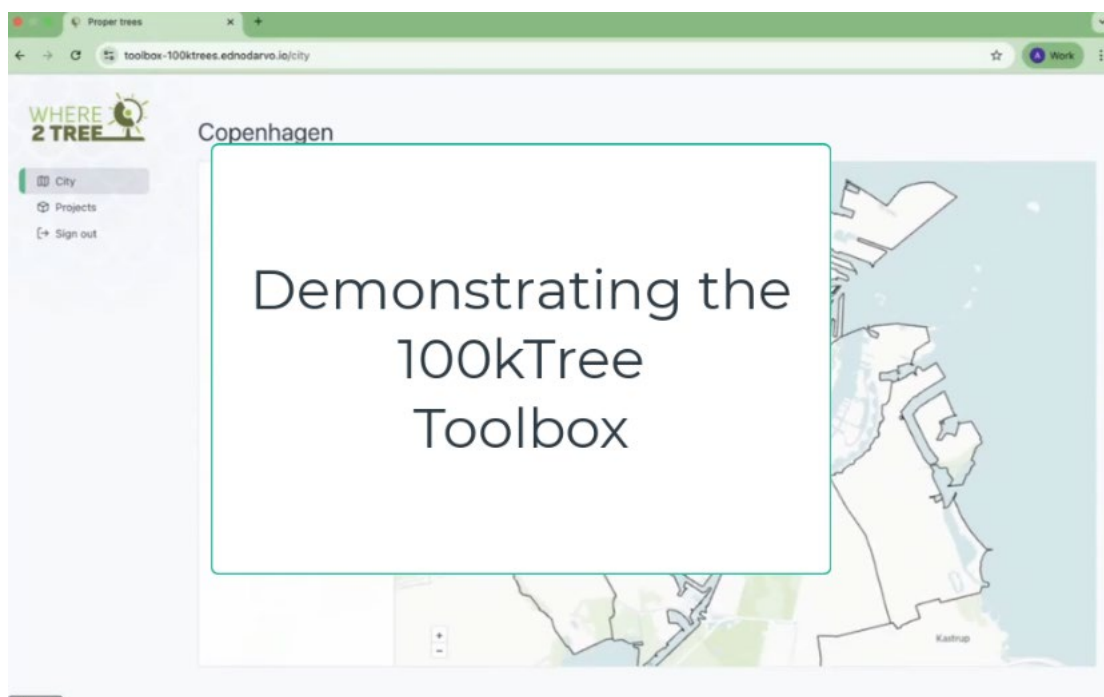 Proper trees
toolbox-100ktrees.ednodarvo.io/city
Work
WHERE
2 TREE
Copenhagen
City
Projects
Sign out
Demonstrating the
100kTree
Toolbox
Kastrup